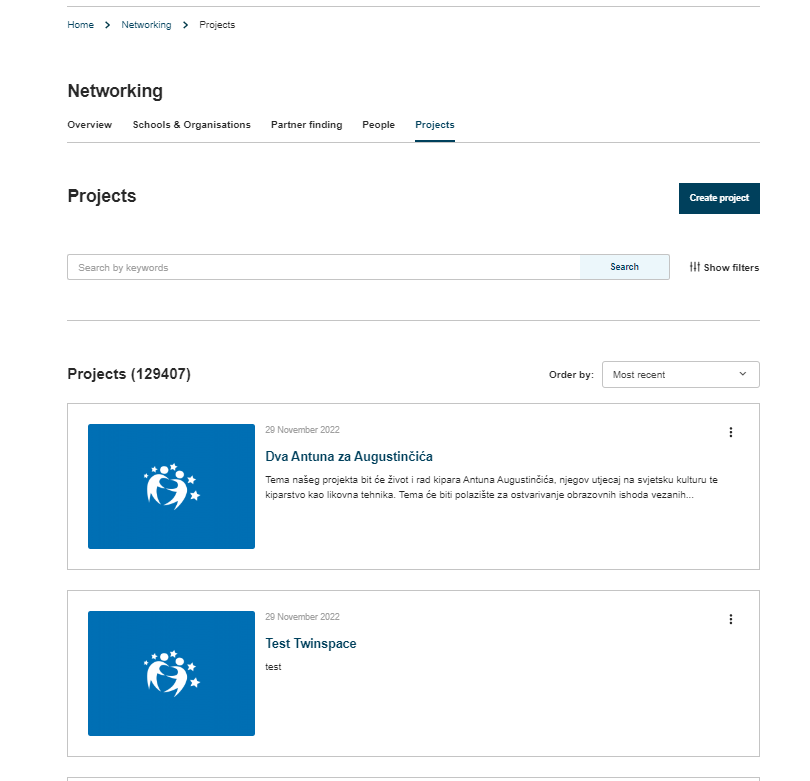 Home > Networking > Projects
Networking
Overview Schools & Organisations Partner finding People Projects
Projects
Create project
Search by keywords
Search
Show filters
Projects (129407)
Order by:
Most recent
29 November 2022
Dva Antuna za Augustinčića
Tema našeg projekta bit će život i rad kipara Antuna Augustinčića, njegov utjecaj na svjetsku kulturu te
kiparstvo kao likovna tehnika. Tema će biti polazište za ostvarivanje obrazovnih ishoda vezanih...
29 November 2022
Test Twinspace
test